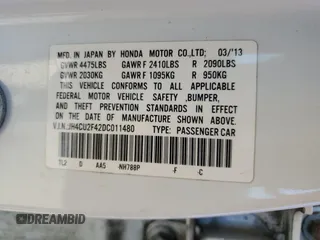 MFD. IN JAPAN BY HONDA MOTOR CO.,LTD. 03/'13
GVWR 4475LBS GAWR F 2410LBS R 2090LBS
GVWR 2030KG GAWR F 1095KG R 950KG
THIS VEHICLE CONFORMS TO ALL APPLICABLE
FEDERAL MOTOR VEHICLE SAFETY ,BUMPER,
AND THEFT PREVENTION STANDARDS IN EFFECT
ON THE DATE OF MANUFACTURE SHOWN ABOVE.
V.I.N.:JH4CU2F42DC011480 TYPE: PASSENGER CAR
TL2 D AA5 -NH788P -F -C
DREAMBID